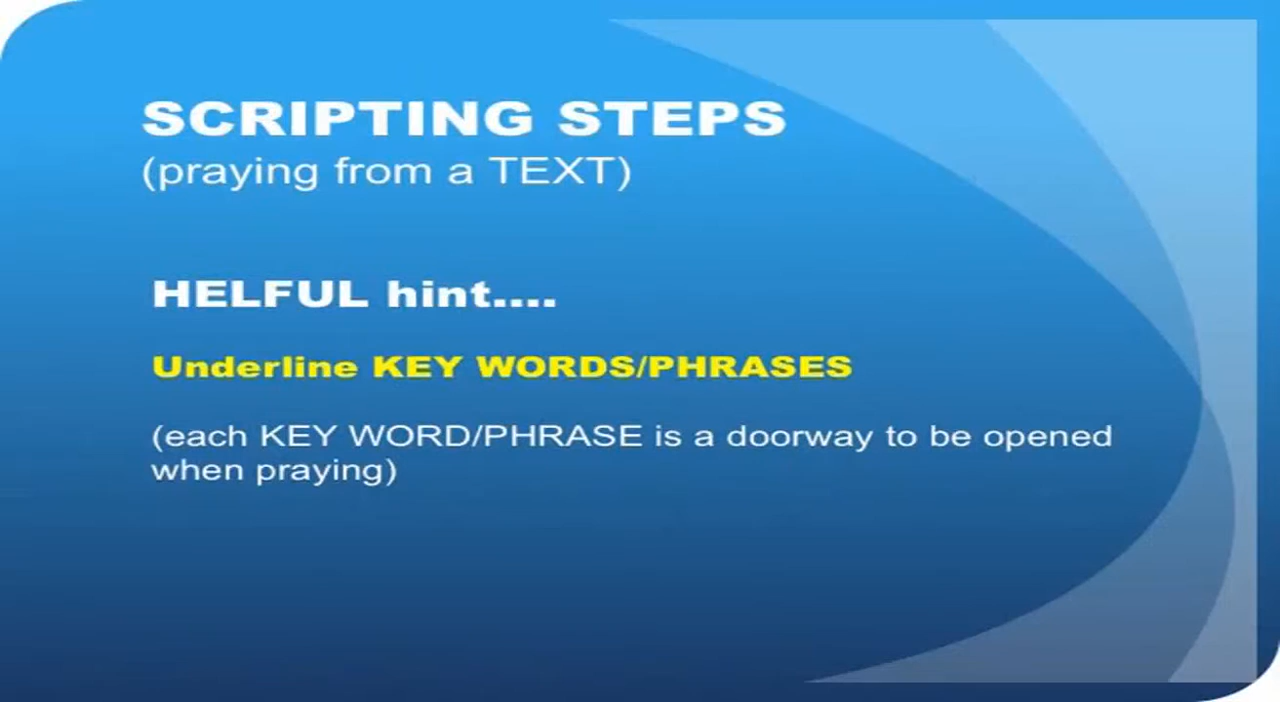 SCRIPTING STEPS
(praying from a TEXT)
HELFUL hint....
Underline KEY WORDS/PHRASES
(each KEY WORD/PHRASE is a doorway to be opened
when praying)